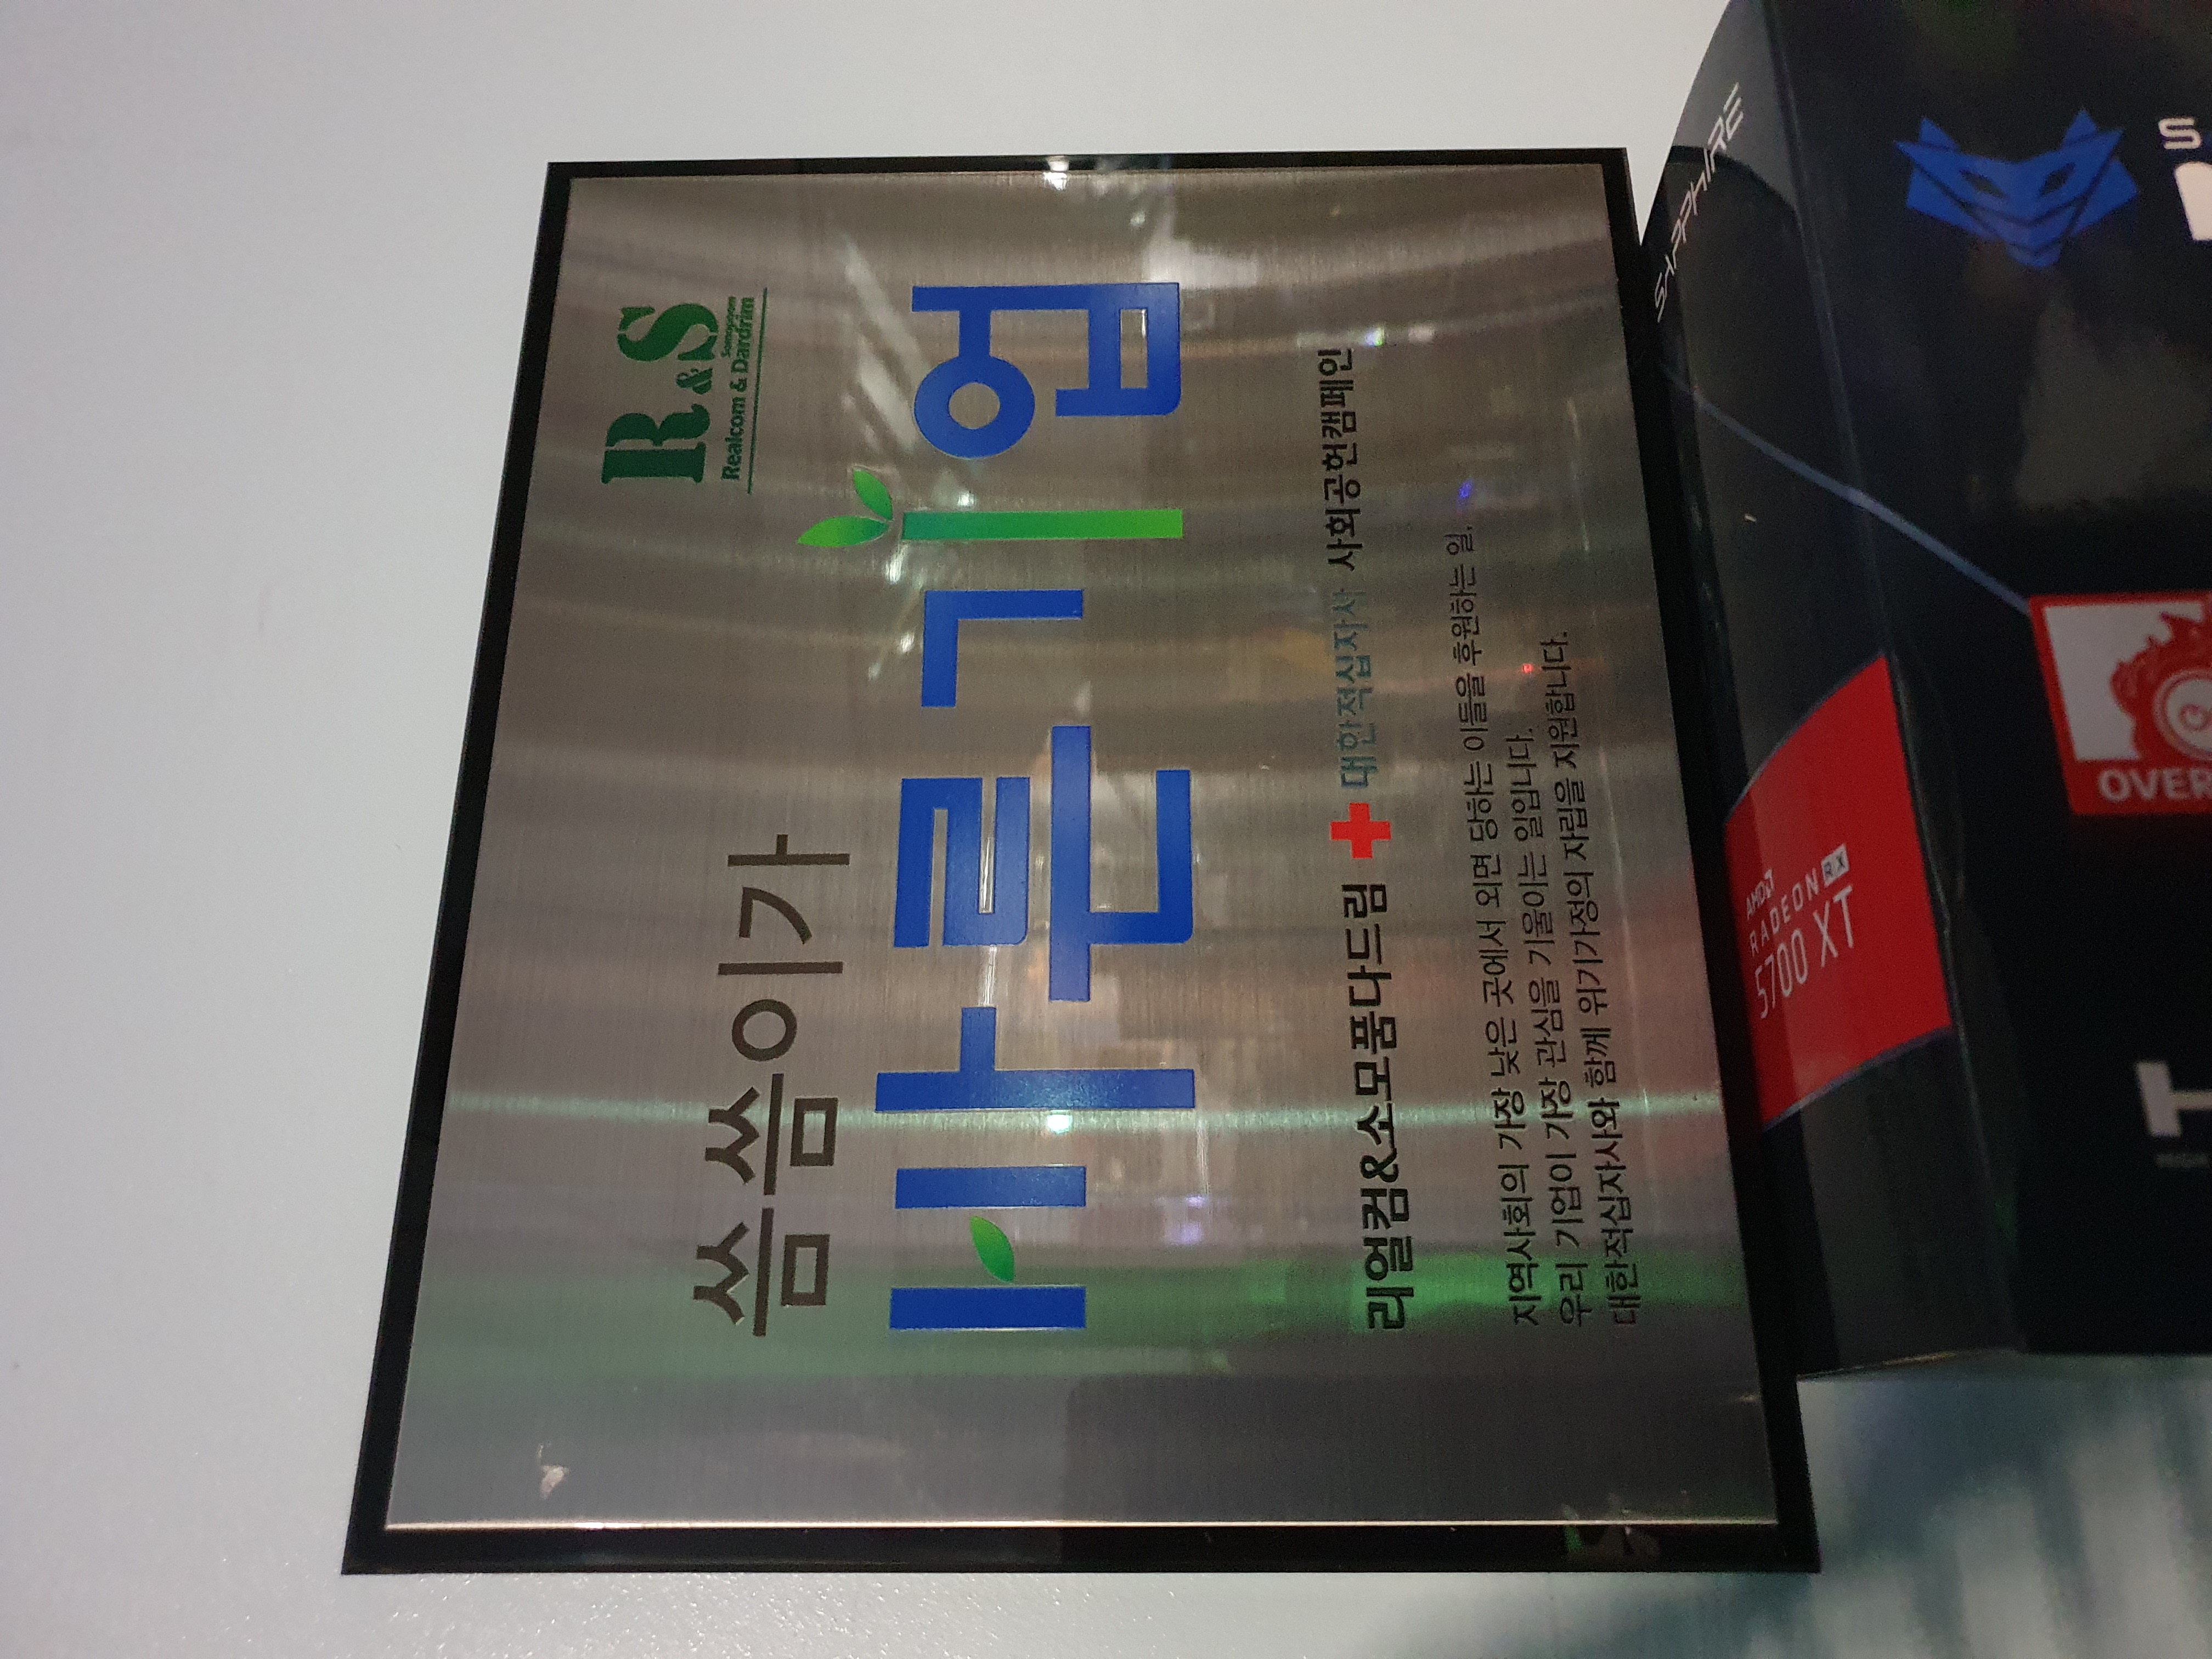 R&S
Realcom & Dardrim
씀씀이가
바른기업
리얼컴&소모품다드림 대한적십자사 사회공헌캠페인
지역사회의 가장 낮은 곳에서 외면 당하는 이들을 후원하는 일.
우리 기업이 가장 관심을 기울이는 일입니다.
대한적십자사와 함께 위기가정의 자립을 지원합니다.
SAPPHIRE
AMD
RADEON RX
5700 XT
OVER